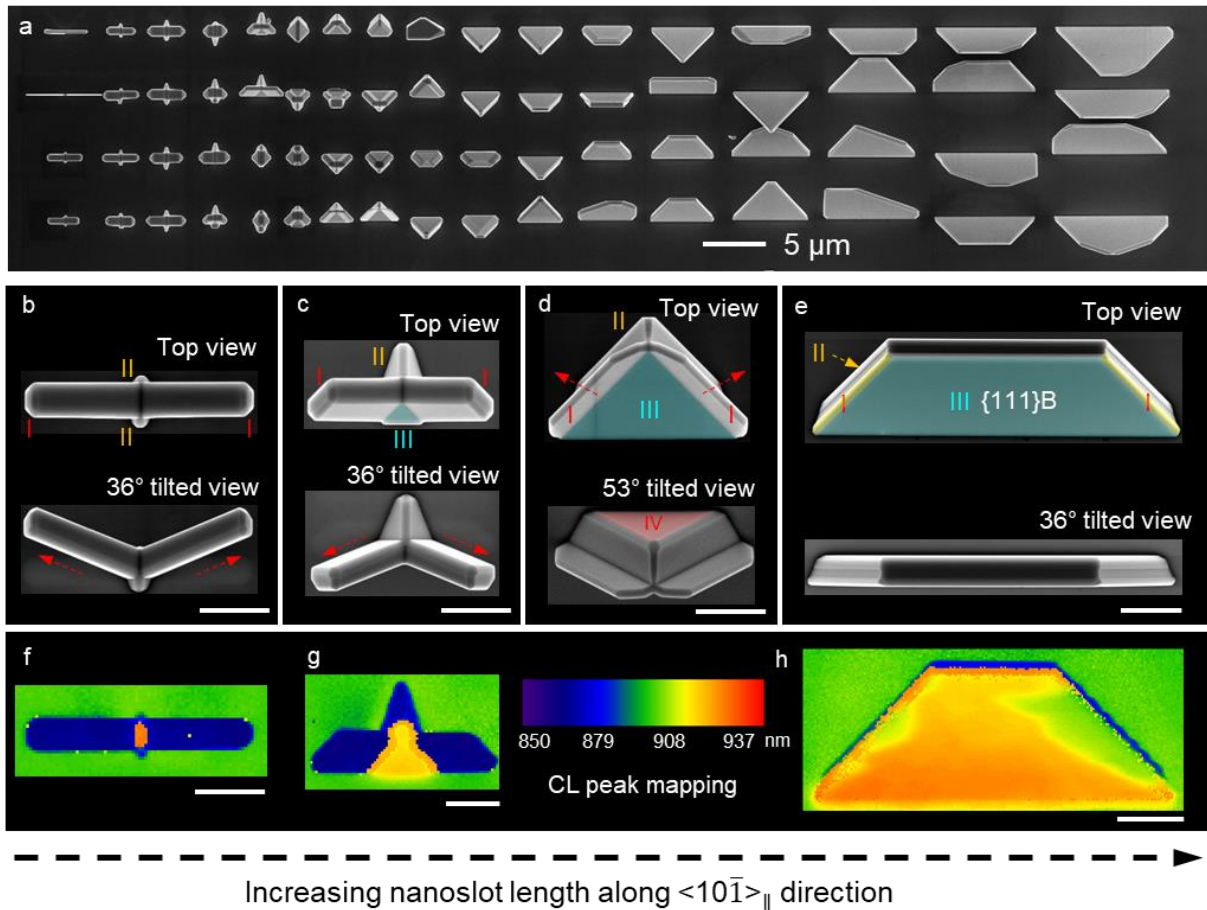 a
5 μm
b
Top view
II
I
I
II
36° tilted view
c
Top view
II
I
I
III
36° tilted view
d
Top view
II
I
III
I
53° tilted view
IV
e
Top view
II
I
III {111}B
I
36° tilted view
f
g
850 879 908 937 nm
CL peak mapping
h
Increasing nanoslot length along <101̅>∥ direction